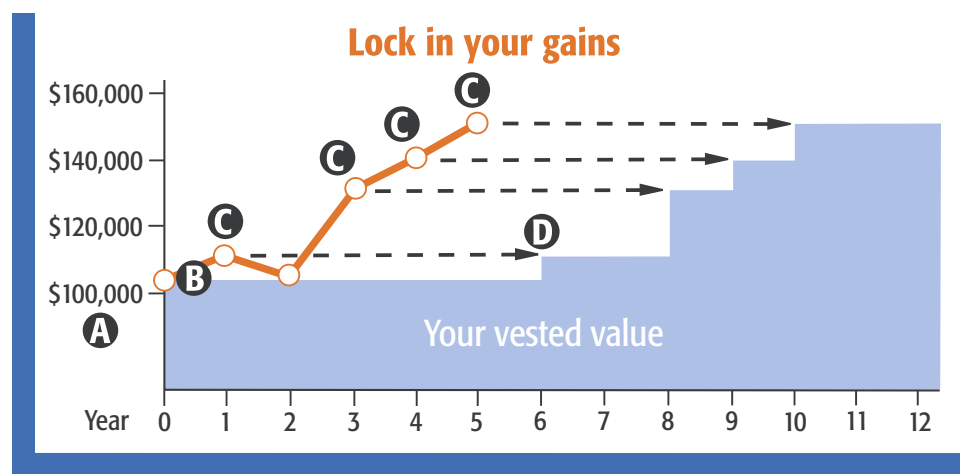 Lock in your gains
$160,000
C
C
$140,000
C
$120,000
C
D
B
$100,000
A
Your vested value
Year 0 1 2 3 4 5 6 7 8 9 10 11 12